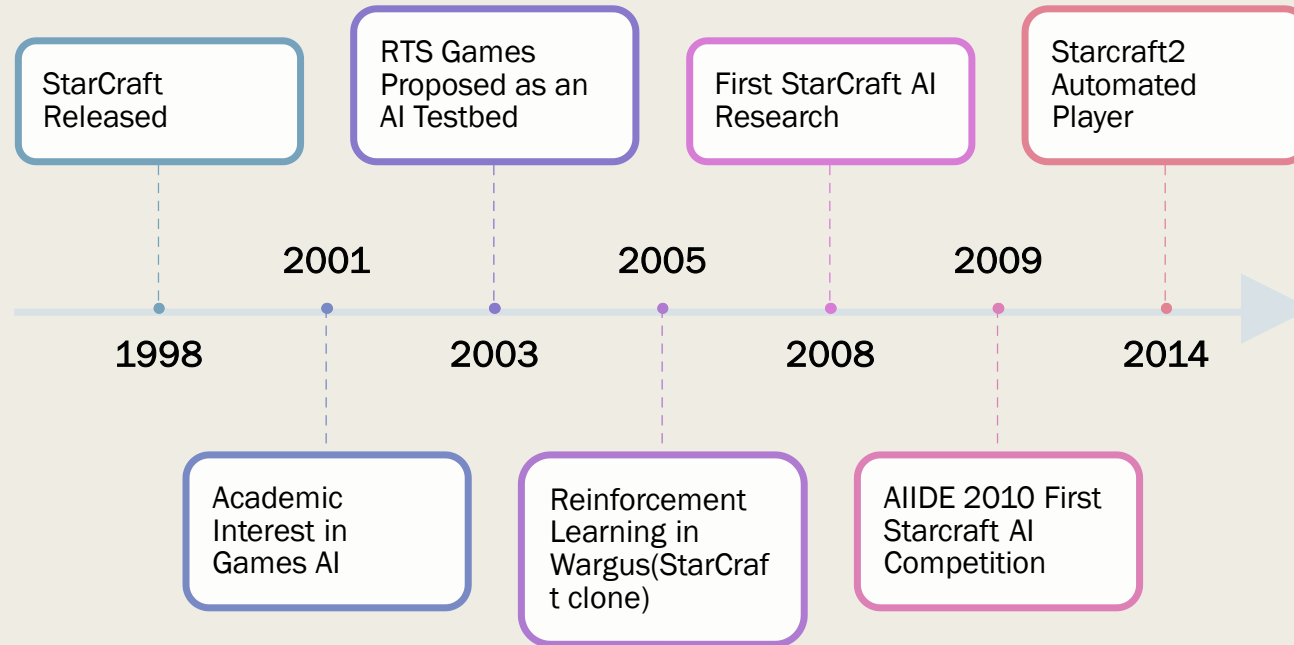 StarCraft
Released
RTS Games
Proposed as an
AI Testbed
First StarCraft AI
Research
Starcraft2
Automated
Player
2001
2005
2009
1998
2003
2008
2014
Academic
Interest in
Games AI
Reinforcement
Learning in
Wargus(StarCraf
t clone)
AIIDE 2010 First
Starcraft AI
Competition